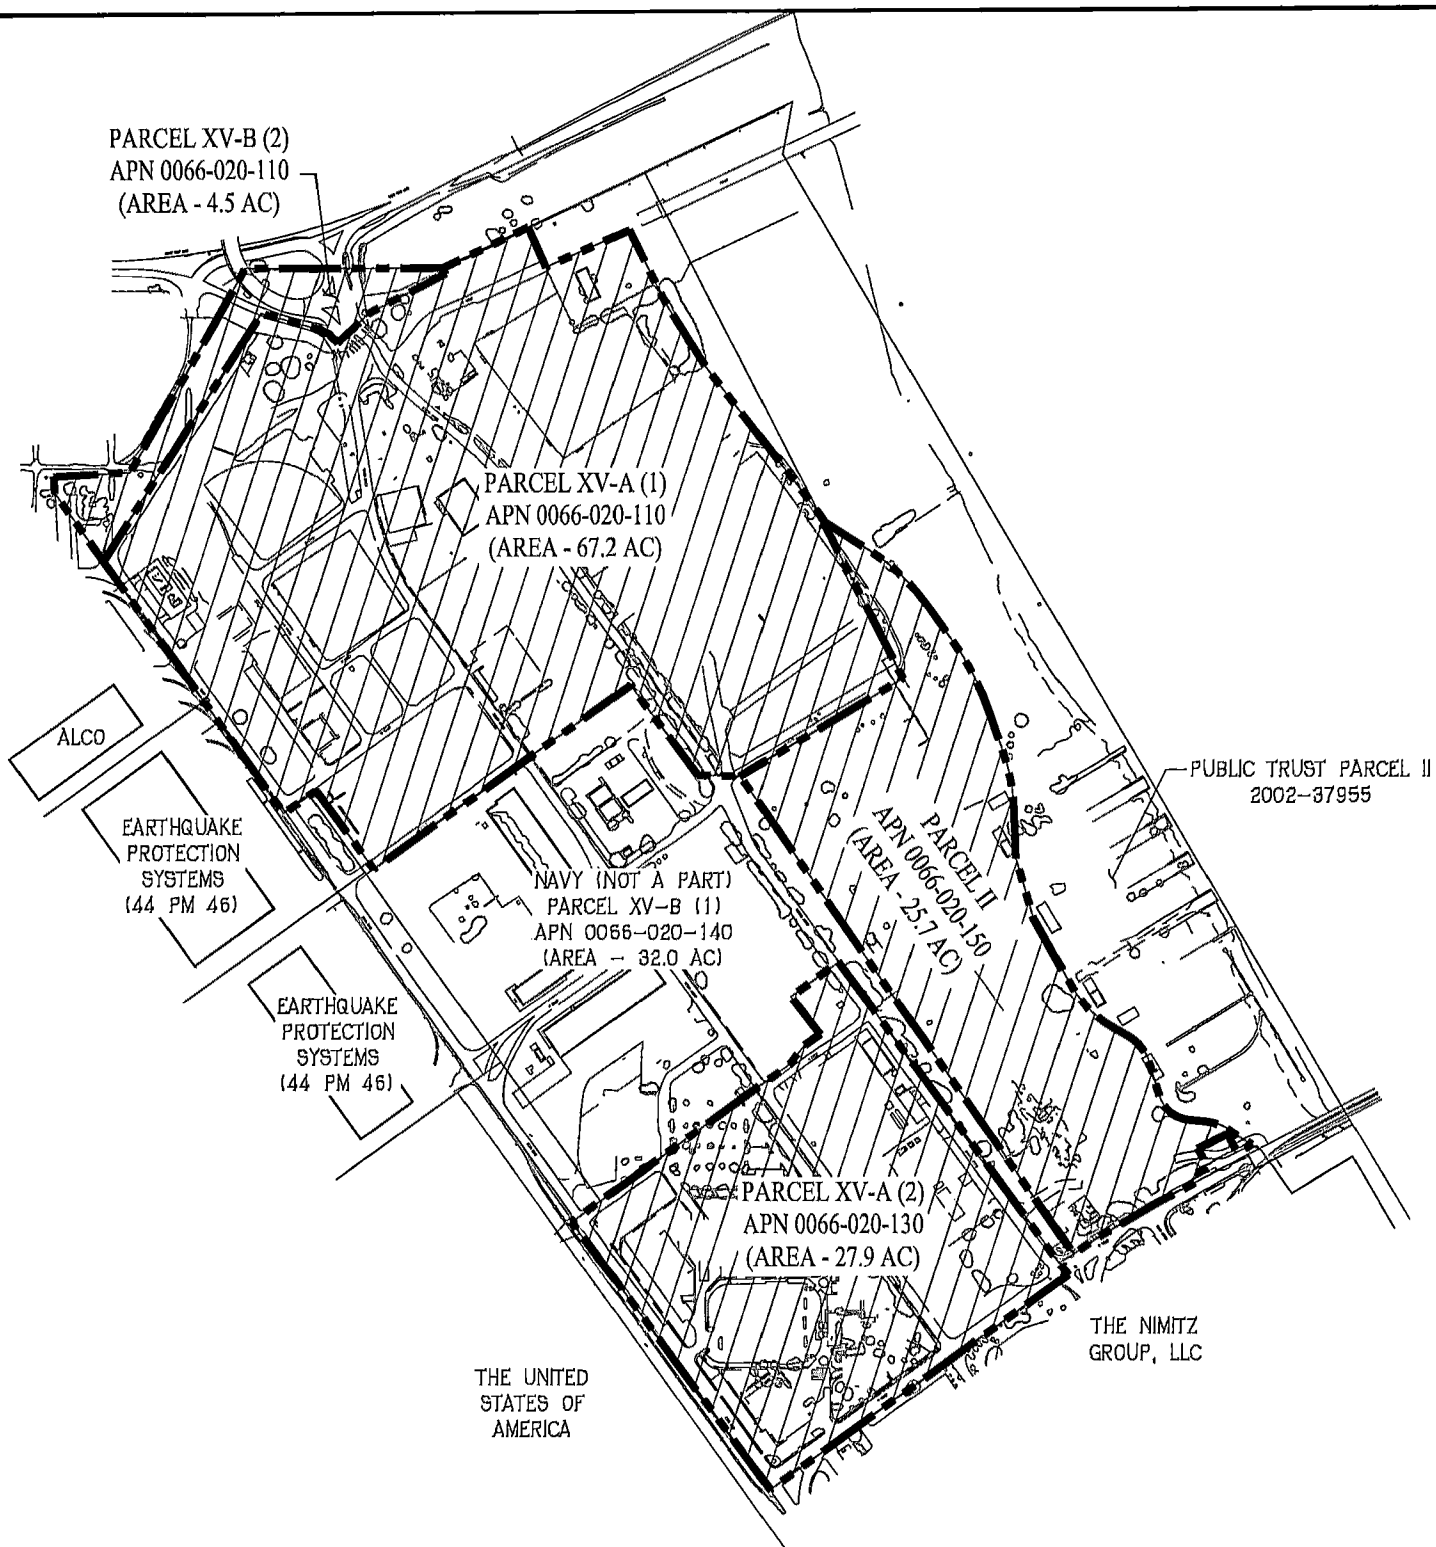 PARCEL XV-B (2)
APN 0066-020-110
(AREA - 4.5 AC)
PARCEL XV-A (1)
APN 0066-020-110
(AREA - 67.2 AC)
ALCO
EARTHQUAKE
PROTECTION
SYSTEMS
(44 PM 46)
PUBLIC TRUST PARCEL II
2002-37955
PARCEL II
APN 0066-020-150
(AREA - 25.7 AC)
NAVY (NOT A PART)
PARCEL XV-B (1)
APN 0066-020-140
(AREA - 32.0 AC)
EARTHQUAKE
PROTECTION
SYSTEMS
(44 PM 46)
PARCEL XV-A (2)
APN 0066-020-130
(AREA - 27.9 AC)
THE NIMITZ
GROUP, LLC
THE UNITED
STATES OF
AMERICA